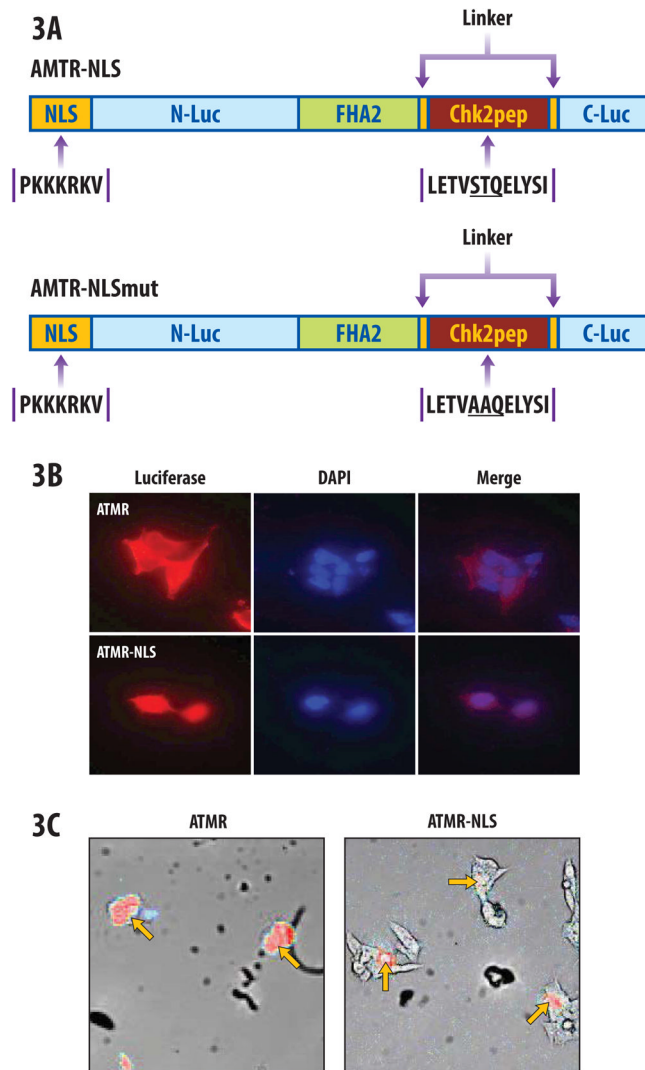 3A
Linker
AMTR-NLS
NLS N-Luc FHA2 Chk2pep C-Luc
PKKKRKV LETVSTQELYSI
Linker
AMTR-NLSmut
NLS N-Luc FHA2 Chk2pep C-Luc
PKKKRKV LETVAAQELYSI
3B
Luciferase DAPI Merge
ATMR
ATMR-NLS
3C
ATMR ATMR-NLS